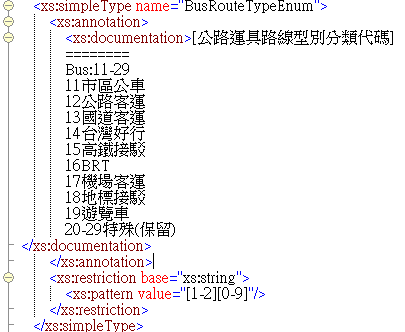 <xs:simpleType name="BusRouteTypeEnum">
<xs:annotation>
<xs:documentation>[公路運具路線型別分類代碼]
========
Bus:11-29
11市區公車
12公路客運
13國道客運
14台灣好行
15高鐵接駁
16BRT
17機場客運
18地標接駁
19遊覽車
20-29特殊(保留)
</xs:documentation>
</xs:annotation>
<xs:restriction base="xs:string">
<xs:pattern value="[1-2][0-9]"/>
</xs:restriction>
</xs:simpleType>